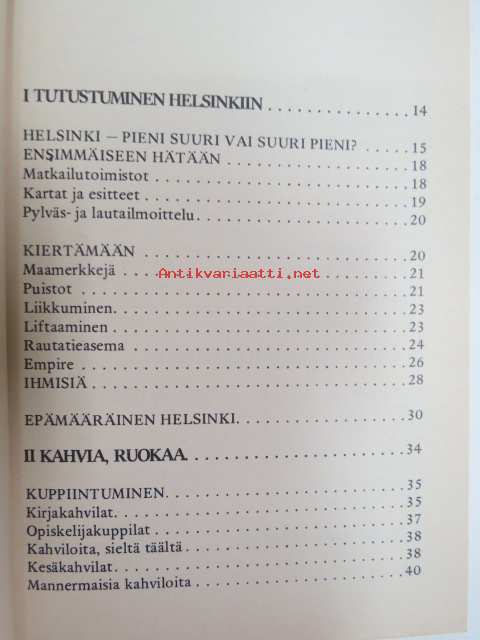 I TUTUSTUMINEN HELSINKIIN . . . . . . . . . . . . . . . 14
HELSINKI — PIENI SUURI VAI SUURI PIENI? . . . . . 15
ENSIMMÄISEEN HÄTÄÄN . . . . . . . . . . . . . . . . . . . 18
Matkailutoimistot . . . . . . . . . . . . . . . . . . . . . . . . . . 18
Kartat ja esitteet . . . . . . . . . . . . . . . . . . . . . . . . . . 19
Pylväs- ja lautailmoittelu . . . . . . . . . . . . . . . . . . . . 20
KIERTÄMÄÄN . . . . . . . . . . . . . . . . . . . . . . . . . . . 20
Maamerkkejä . . . . . . . . . . . . . . . . . . . . . . . . . . . . 21
Antikvariaatti.net
Puistot . . . . . . . . . . . . . . . . . . . . . . . . . . . . . . . . 21
Liikkuminen. . . . . . . . . . . . . . . . . . . . . . . . . . . . . 23
Liftaaminen . . . . . . . . . . . . . . . . . . . . . . . . . . . . . 23
Rautatieasema . . . . . . . . . . . . . . . . . . . . . . . . . . . 24
Empire . . . . . . . . . . . . . . . . . . . . . . . . . . . . . . . . 26
IHMISIÄ . . . . . . . . . . . . . . . . . . . . . . . . . . . . . . . 28
EPÄMÄÄRÄINEN HELSINKI. . . . . . . . . . . . . . . . . 30
II KAHVIA, RUOKAA. . . . . . . . . . . . . . . . . . . . . . 34
KUPPIINTUMINEN. . . . . . . . . . . . . . . . . . . . . . . . 35
Kirjakahvilat. . . . . . . . . . . . . . . . . . . . . . . . . . . . . 35
Opiskelijakuppilat . . . . . . . . . . . . . . . . . . . . . . . . . 37
Kahviloita, sieltä täältä . . . . . . . . . . . . . . . . . . . . . . 38
Kesäkahvilat . . . . . . . . . . . . . . . . . . . . . . . . . . . . 38
Mannermaisia kahviloita . . . . . . . . . . . . . . . . . . . . 40